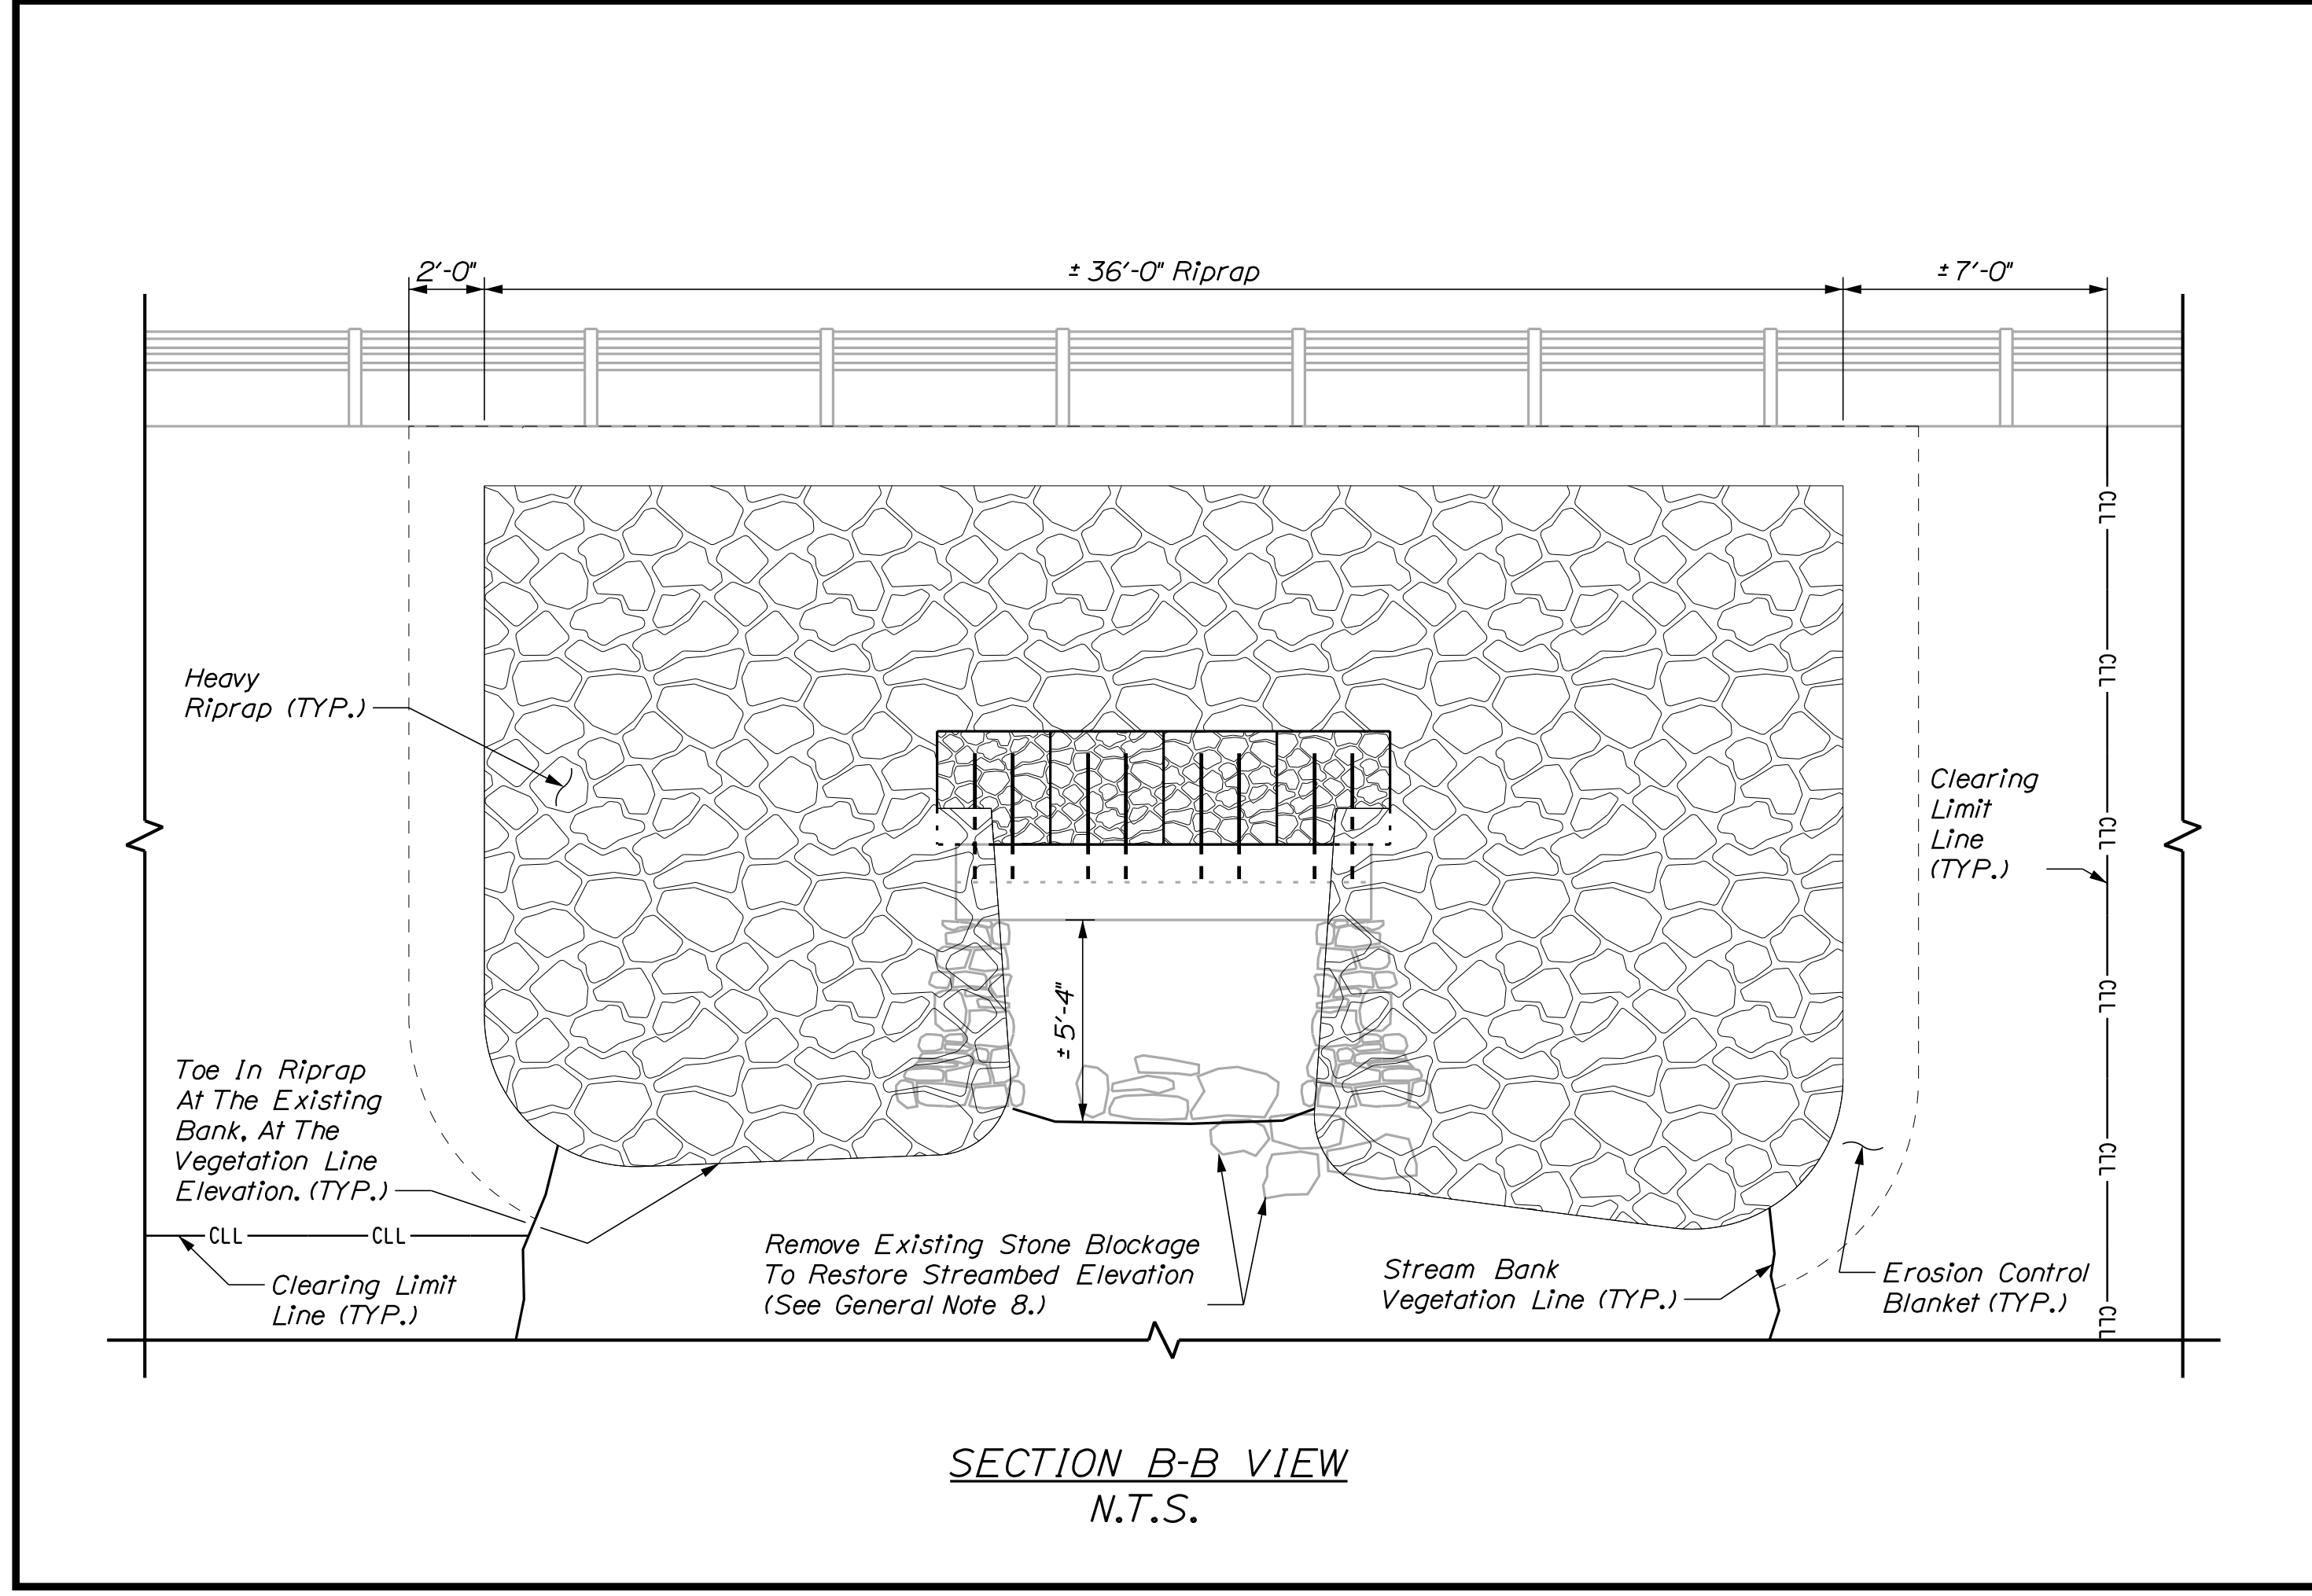 2'-0"
± 36'-0" Riprap
± 7'-0"
CLL
Heavy
Riprap (TYP.)
CLL
Clearing
Limit
Line
(TYP.)
CLL
CLL
± 5'-4"
Toe In Riprap
At The Existing
Bank, At The
Vegetation Line
Elevation. (TYP.)
CLL
CLL CLL
Clearing Limit
Line (TYP.)
Remove Existing Stone Blockage
To Restore Streambed Elevation
(See General Note 8.)
Stream Bank
Vegetation Line (TYP.)
Erosion Control
Blanket (TYP.)
CLL
SECTION B-B VIEW
N.T.S.